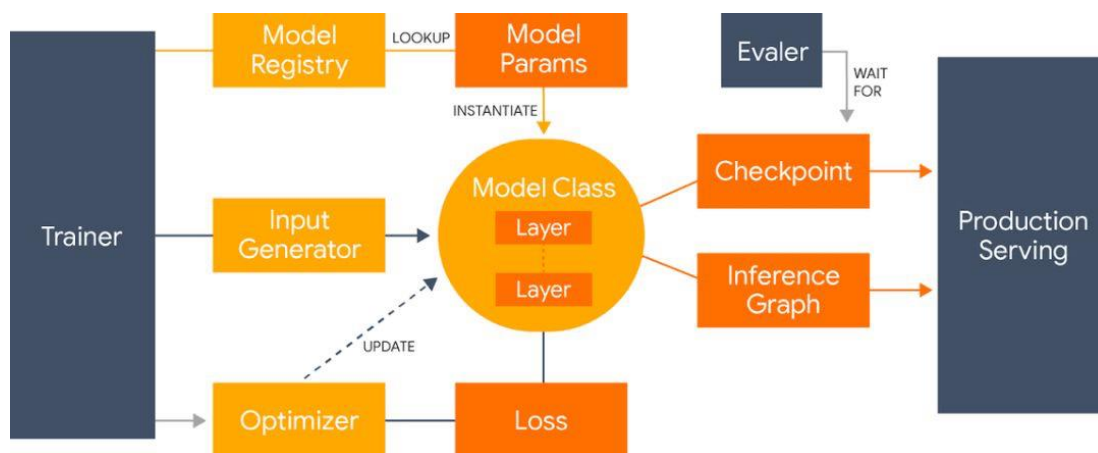 Model
Registry
LOOKUP
Model
Params
Evaler
WAIT
FOR
INSTANTIATE
Trainer
Input
Generator
Model Class
Layer
Layer
Checkpoint
Inference
Graph
Production
Serving
UPDATE
Optimizer
Loss